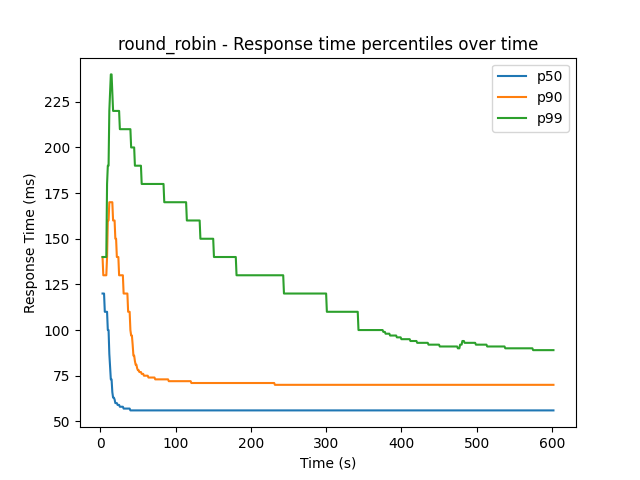 round_robin - Response time percentiles over time
p50
p90
p99
Response Time (ms)
225
200
175
150
125
100
75
50
0 100 200 300 400 500 600
Time (s)